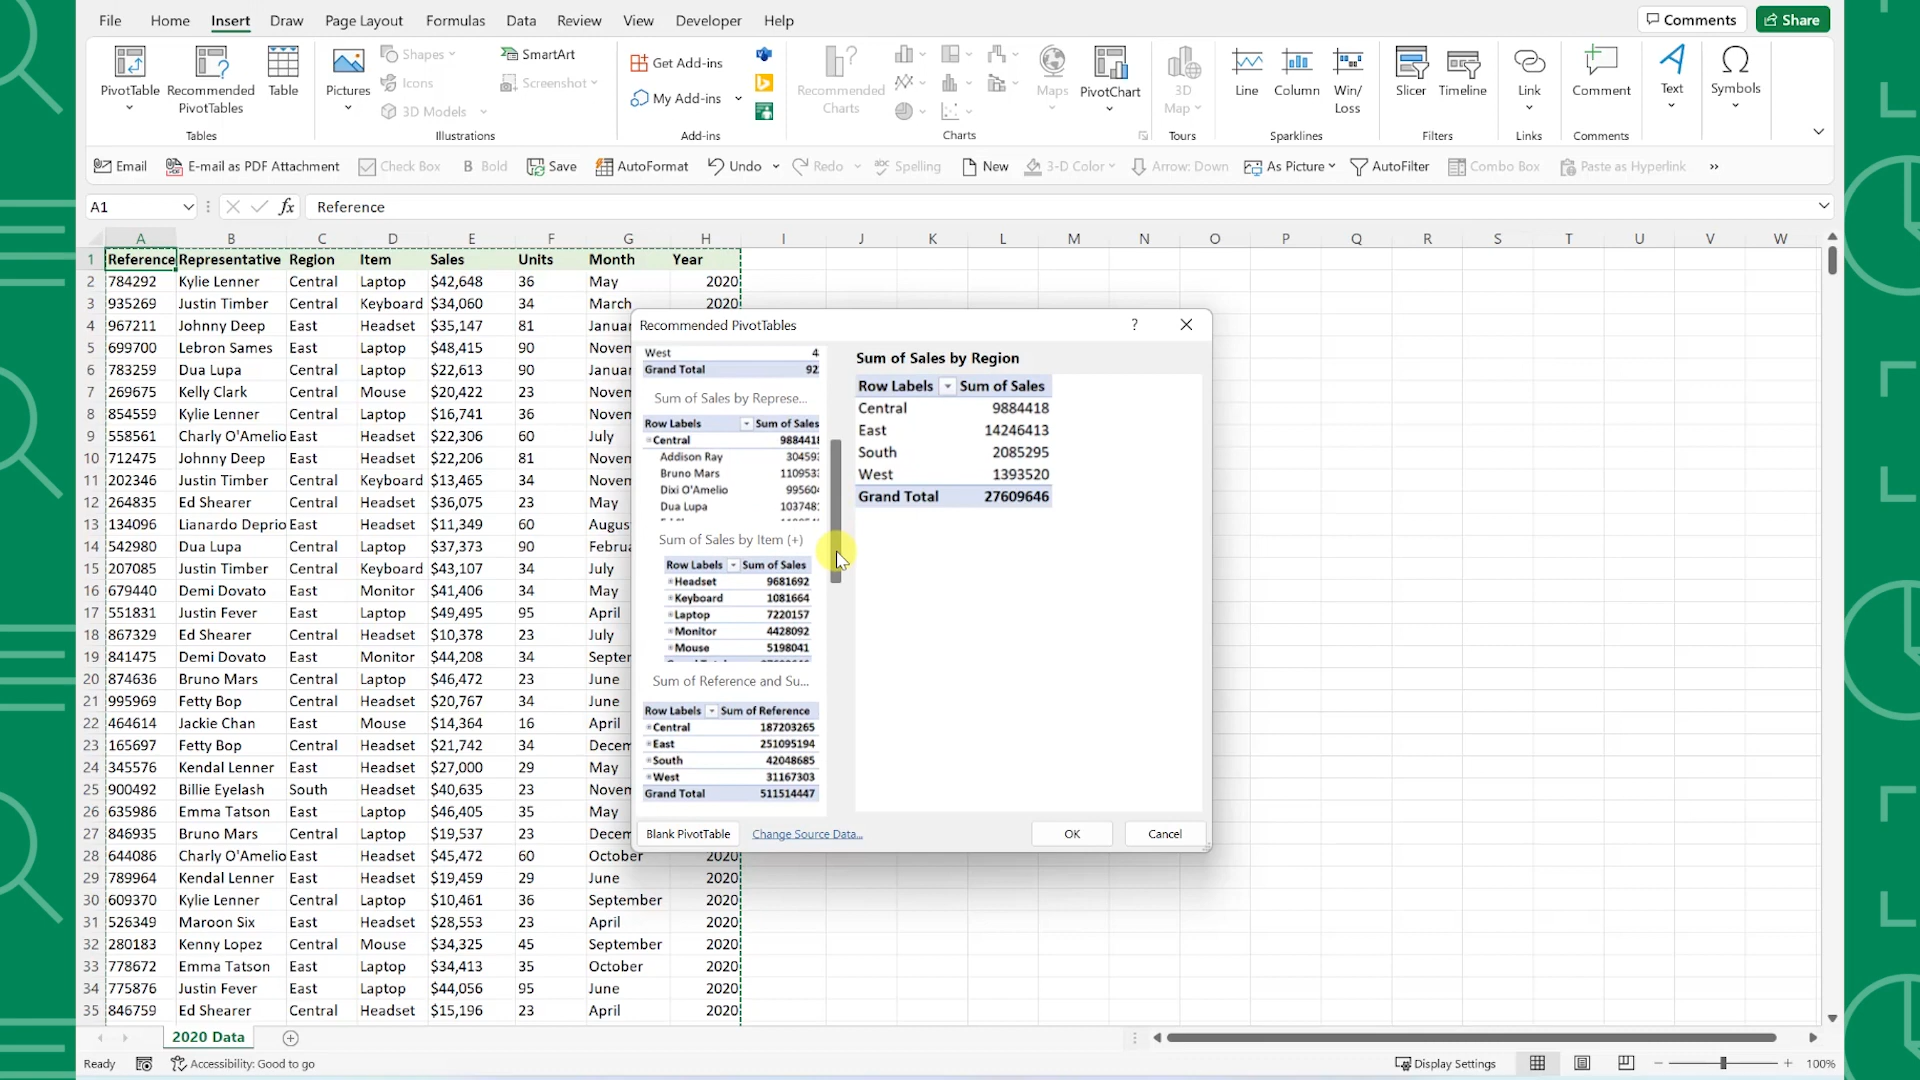 File Home Insert Draw Page Layout Formulas Data Review View Developer Help Comments Share
PivotTable Recommended PivotTables Table Pictures Shapes Icons 3D Models SmartArt Screenshot Get Add-ins My Add-ins Recommended Charts Maps PivotChart 3D Map Line Column Win/Loss Slicer Timeline Link Comment Text Symbols
Tables Illustrations Add-ins Charts Tours Sparklines Filters Links Comments
Email E-mail as PDF Attachment Check Box B Bold Save AutoFormat Undo Redo Spelling New 3-D Color Arrow: Down As Picture AutoFilter Combo Box Paste as Hyperlink »
A1 fx Reference
A B C D E F G H I J K L M N O P Q R S T U V W
1 Reference Representative Region Item Sales Units Month Year
2 784292 Kylie Lenner Central Laptop $42,648 36 May 2020
3 935269 Justin Timber Central Keyboard $34,060 34 March 2020
4 967211 Johnny Deep East Headset $35,147 81 Januar
5 699700 Lebron Sames East Laptop $48,415 90 Novem
6 783259 Dua Lupa Central Laptop $22,613 90 Januar
7 269675 Kelly Clark Central Mouse $20,422 23 Novem
8 854559 Kylie Lenner Central Laptop $16,741 36 Novem
9 558561 Charly O'Amelio East Headset $22,306 60 July
10 712475 Johnny Deep East Headset $22,206 81 Novem
11 202346 Justin Timber Central Keyboard $13,465 34 Novem
12 264835 Ed Shearer Central Headset $36,075 23 May
13 134096 Lianardo Deprio East Headset $11,349 60 Augus
14 542980 Dua Lupa Central Laptop $37,373 90 Februa
15 207085 Justin Timber Central Keyboard $43,107 34 July
16 679440 Demi Dovato East Monitor $41,406 34 May
17 551831 Justin Fever East Laptop $49,495 95 April
18 867329 Ed Shearer Central Headset $10,378 23 July
19 841475 Demi Dovato East Monitor $44,208 34 Septer
20 874636 Bruno Mars Central Laptop $46,472 23 June
21 995969 Fetty Bop Central Headset $20,767 34 June
22 464614 Jackie Chan East Mouse $14,364 16 April
23 165697 Fetty Bop Central Headset $21,742 34 Decem
24 345576 Kendal Lenner East Headset $27,000 29 May
25 900492 Billie Eyelash South Headset $40,635 23 Novem
26 635986 Emma Tatson East Laptop $46,405 35 May
27 846935 Bruno Mars Central Laptop $19,537 23 Decem
28 644086 Charly O'Amelio East Headset $45,472 60 October 2020
29 789964 Kendal Lenner East Headset $19,459 29 June 2020
30 609370 Kylie Lenner Central Laptop $10,461 36 September 2020
31 526349 Maroon Six East Headset $28,553 23 April 2020
32 280183 Kenny Lopez Central Mouse $34,325 45 September 2020
33 778672 Emma Tatson East Laptop $34,413 35 October 2020
34 775876 Justin Fever East Laptop $44,056 95 June 2020
35 846759 Ed Shearer Central Headset $15,196 23 April 2020
Recommended PivotTables ?
West 4
Grand Total 92
Sum of Sales by Represe...
Row Labels Sum of Sales
Central 988441
Addison Ray 30459
Bruno Mars 110953
Dixi O'Amelio 99560
Dua Lupa 103748
Sum of Sales by Item (+)
Row Labels Sum of Sales
Headset 9681692
Keyboard 1081664
Laptop 7220157
Monitor 4428092
Mouse 5198041
Sum of Reference and Su...
Row Labels Sum of Reference
Central 187203265
East 251095194
South 42048685
West 31167303
Grand Total 511514447
Sum of Sales by Region
Row Labels Sum of Sales
Central 9884418
East 14246413
South 2085295
West 1393520
Grand Total 27609646
Blank PivotTable Change Source Data... OK Cancel
2020 Data
Ready Accessibility: Good to go Display Settings 100%